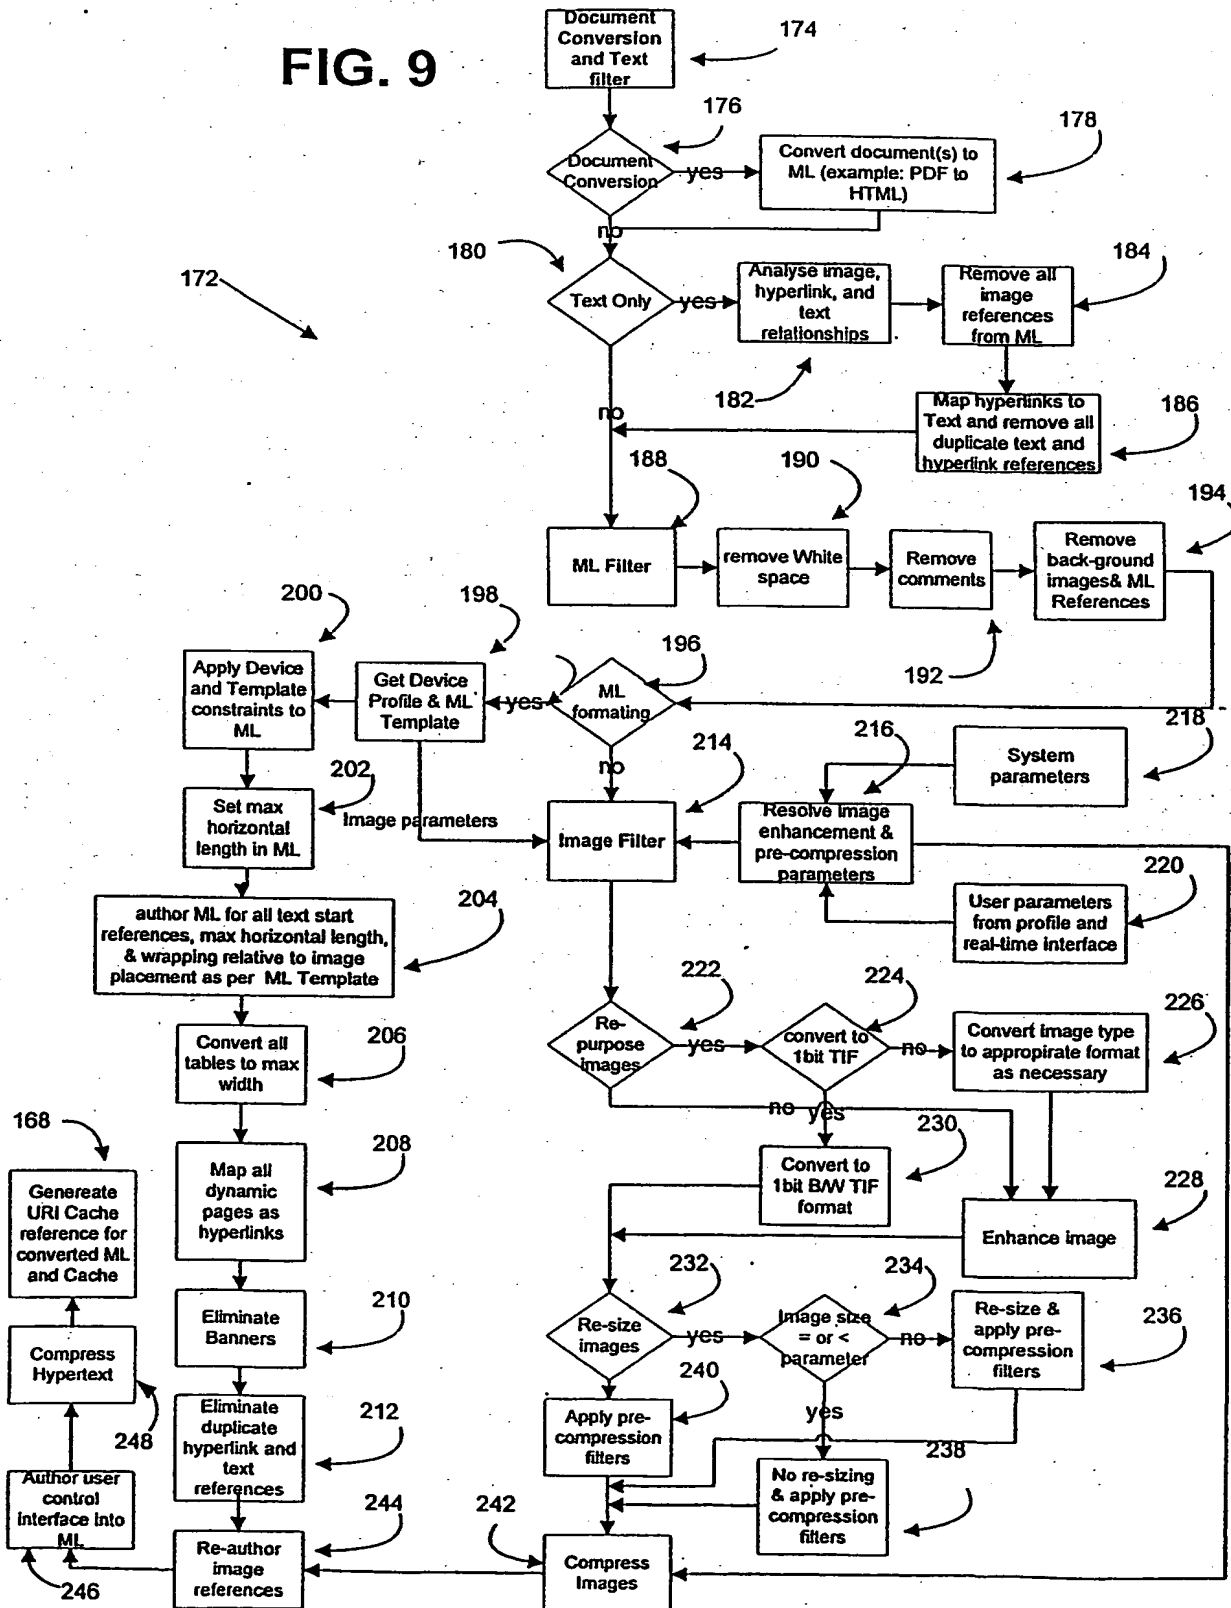 FIG. 9
Document
Conversion
and Text
filter
174
176
Document
Conversion
yes
Convert document(s) to
ML (example: PDF to
HTML)
178
no
180
172
Text Only
yes
Analyse image,
hyperlink, and
text
relationships
182
Remove all
image
references
from ML
184
no
Map hyperlinks to
Text and remove all
duplicate text and
hyperlink references
186
188
190
194
ML Filter
remove White
space
Remove
comments
192
Remove
back-ground
images& ML
References
200
198
196
Apply Device
and Template
constraints to
ML
Get Device
Profile & ML
Template
yes
ML
formating
no
214
216
218
System
parameters
202
Set max
horizontal
length in ML
Image parameters
Image Filter
Resolve image
enhancement &
pre-compression
parameters
220
User parameters
from profile and
real-time interface
204
author ML for all text start
references, max horizontal length,
& wrapping relative to image
placement as per ML Template
222
224
226
Re-
purpose
images
yes
convert to
1bit TIF
no
Convert image type
to appropirate format
as necessary
Convert all
tables to max
width
206
no
yes
168
208
230
Genereate
URI Cache
reference for
converted ML
and Cache
Map all
dynamic
pages as
hyperlinks
Convert to
1bit B/W TIF
format
228
Enhance image
232
234
236
Eliminate
Banners
210
Re-size
images
yes
Image size
= or <
parameter
no
Re-size &
apply pre-
compression
filters
Compress
Hypertext
248
240
yes
Eliminate
duplicate
hyperlink and
text
references
212
Apply pre-
compression
filters
238
No re-sizing
& apply pre-
compression
filters
Author user
control
interface into
ML
246
244
242
Re-author
image
references
Compress
Images